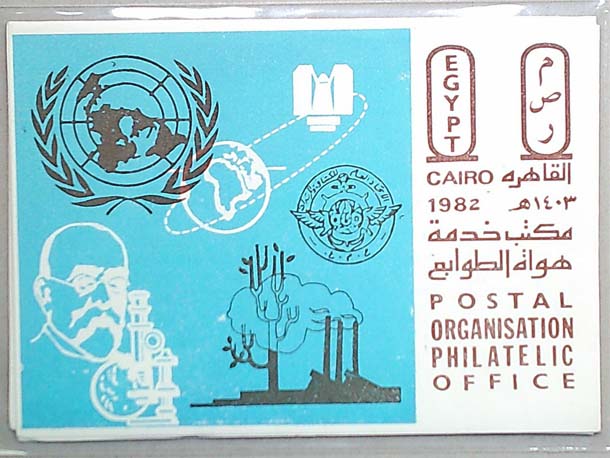 EGYPT
مصر
CAIRO القاهره
1982 ١٤٠٣هـ
مكتب خدمة
هواة الطوابع
POSTAL
ORGANISATION
PHILATELIC
OFFICE